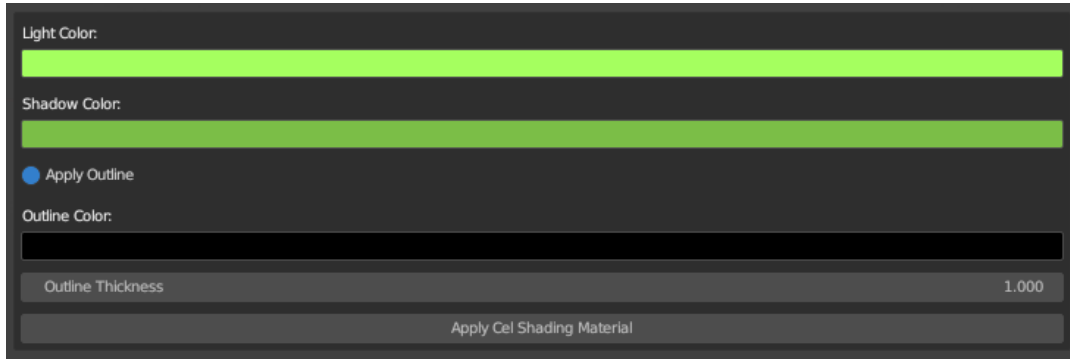 Light Color:
Shadow Color:
Apply Outline
Outline Color:
Outline Thickness 1.000
Apply Cel Shading Material